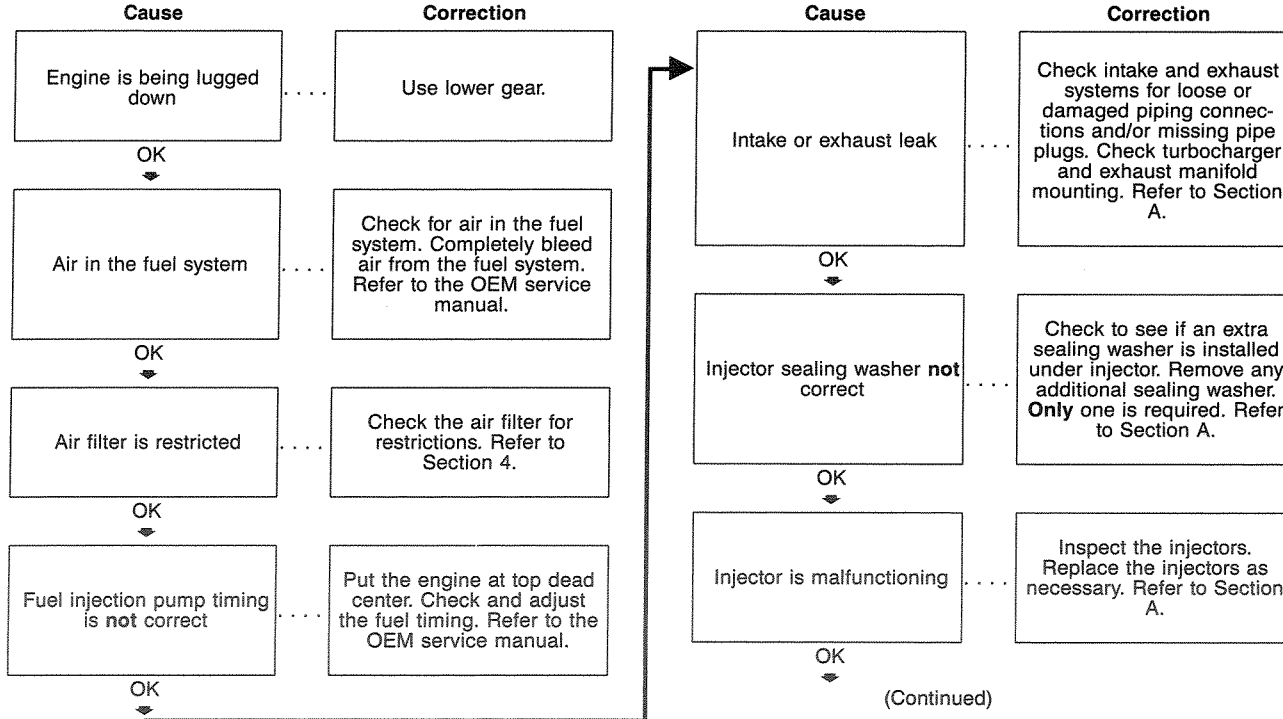 Cause
Correction
Engine is being lugged
down
. . . .
Use lower gear.
OK
Air in the fuel system
. . . .
Check for air in the fuel
system. Completely bleed
air from the fuel system.
Refer to the OEM service
manual.
OK
Air filter is restricted
. . . .
Check the air filter for
restrictions. Refer to
Section 4.
OK
Fuel injection pump timing
is not correct
. . . .
Put the engine at top dead
center. Check and adjust
the fuel timing. Refer to the
OEM service manual.
OK
Cause
Correction
Intake or exhaust leak
. . . .
Check intake and exhaust
systems for loose or
damaged piping connec-
tions and/or missing pipe
plugs. Check turbocharger
and exhaust manifold
mounting. Refer to Section
A.
OK
Injector sealing washer not
correct
. . . .
Check to see if an extra
sealing washer is installed
under injector. Remove any
additional sealing washer.
Only one is required. Refer
to Section A.
OK
Injector is malfunctioning
. . . .
Inspect the injectors.
Replace the injectors as
necessary. Refer to Section
A.
OK
(Continued)